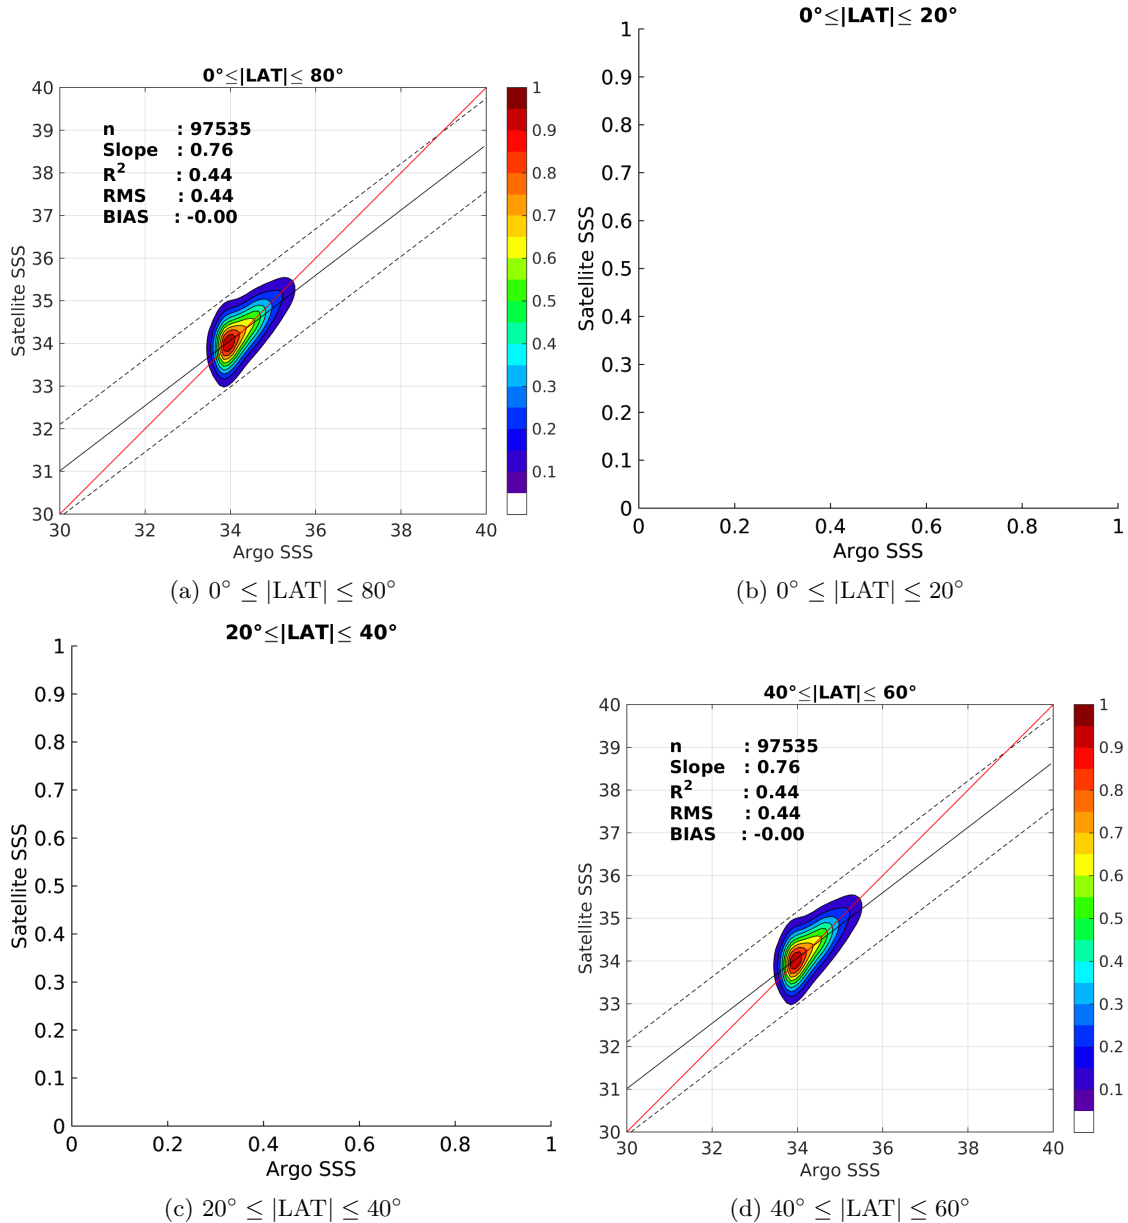 0°≤|LAT|≤ 80°
40
39
38
37
36
35
34
33
32
31
30
30 32 34 36 38 40
Satellite SSS
Argo SSS
n : 97535
Slope : 0.76
R² : 0.44
RMS : 0.44
BIAS : -0.00
1
0.9
0.8
0.7
0.6
0.5
0.4
0.3
0.2
0.1
(a) 0° ≤ |LAT| ≤ 80°
0°≤|LAT|≤ 20°
1
0.9
0.8
0.7
0.6
0.5
0.4
0.3
0.2
0.1
0
0 0.2 0.4 0.6 0.8 1
Satellite SSS
Argo SSS
(b) 0° ≤ |LAT| ≤ 20°
20°≤|LAT|≤ 40°
1
0.9
0.8
0.7
0.6
0.5
0.4
0.3
0.2
0.1
0
0 0.2 0.4 0.6 0.8 1
Satellite SSS
Argo SSS
(c) 20° ≤ |LAT| ≤ 40°
40°≤|LAT|≤ 60°
40
39
38
37
36
35
34
33
32
31
30
30 32 34 36 38 40
Satellite SSS
Argo SSS
n : 97535
Slope : 0.76
R² : 0.44
RMS : 0.44
BIAS : -0.00
1
0.9
0.8
0.7
0.6
0.5
0.4
0.3
0.2
0.1
(d) 40° ≤ |LAT| ≤ 60°